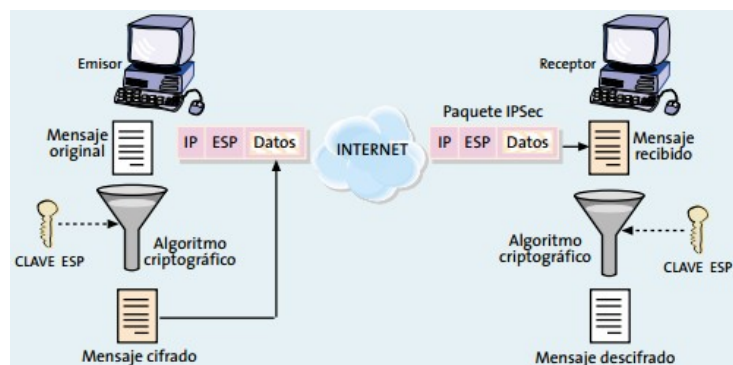 Emisor
Mensaje
original
IP ESP Datos
CLAVE ESP
Algoritmo
criptográfico
Mensaje cifrado
INTERNET
Receptor
Paquete IPSec
IP ESP Datos
Mensaje
recibido
Algoritmo
criptográfico
CLAVE ESP
Mensaje descifrado